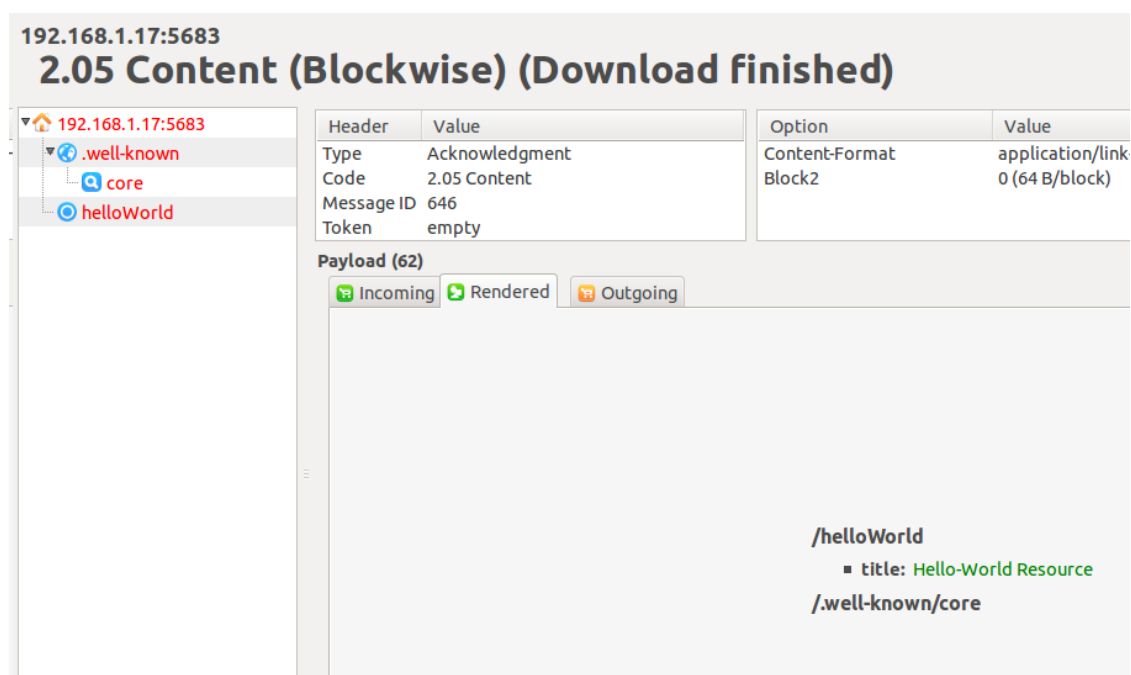 192.168.1.17:5683
2.05 Content (Blockwise) (Download finished)
192.168.1.17:5683
.well-known
core
helloWorld
Header Value
Type Acknowledgment
Code 2.05 Content
Message ID 646
Token empty
Option Value
Content-Format application/link-
Block2 0 (64 B/block)
Payload (62)
Incoming Rendered Outgoing
/helloWorld
title: Hello-World Resource
/.well-known/core